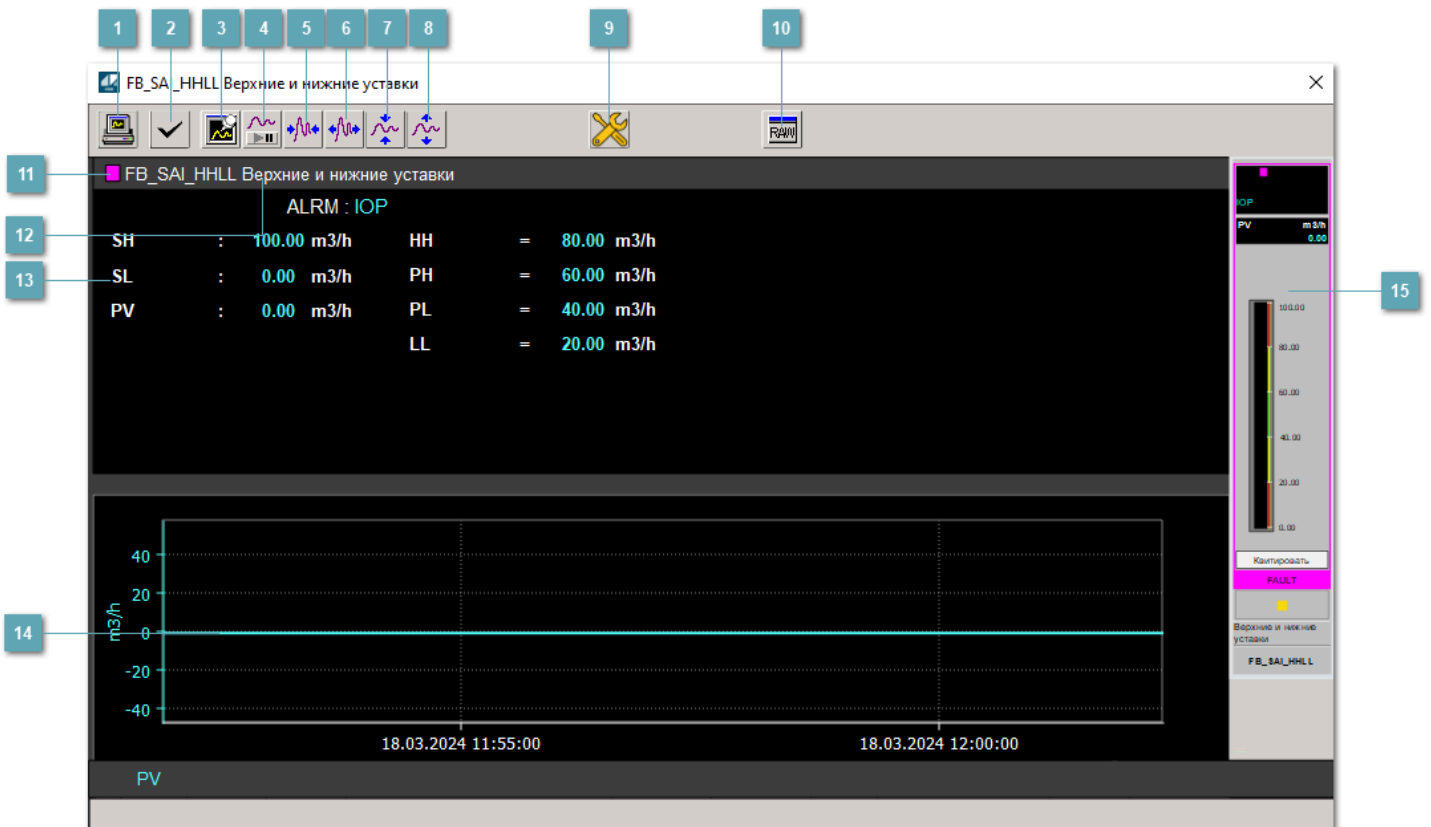 1 2 3 4 5 6 7 8 9 10
FB_SAI_HHLL Верхние и нижние уставки
RAW
11
FB_SAI_HHLL Верхние и нижние уставки
ALRM : IOP
12
SH : 100.00 m3/h HH = 80.00 m3/h
13
SL : 0.00 m3/h PH = 60.00 m3/h
PV : 0.00 m3/h PL = 40.00 m3/h
LL = 20.00 m3/h
IOP
PV m3/h
0.00
15
100.00
80.00
60.00
40.00
20.00
0.00
Квитировать
FAULT
Верхние и нижние
уставки
FB_SAI_HHLL
14
m3/h
40
20
0
-20
-40
18.03.2024 11:55:00 18.03.2024 12:00:00
PV